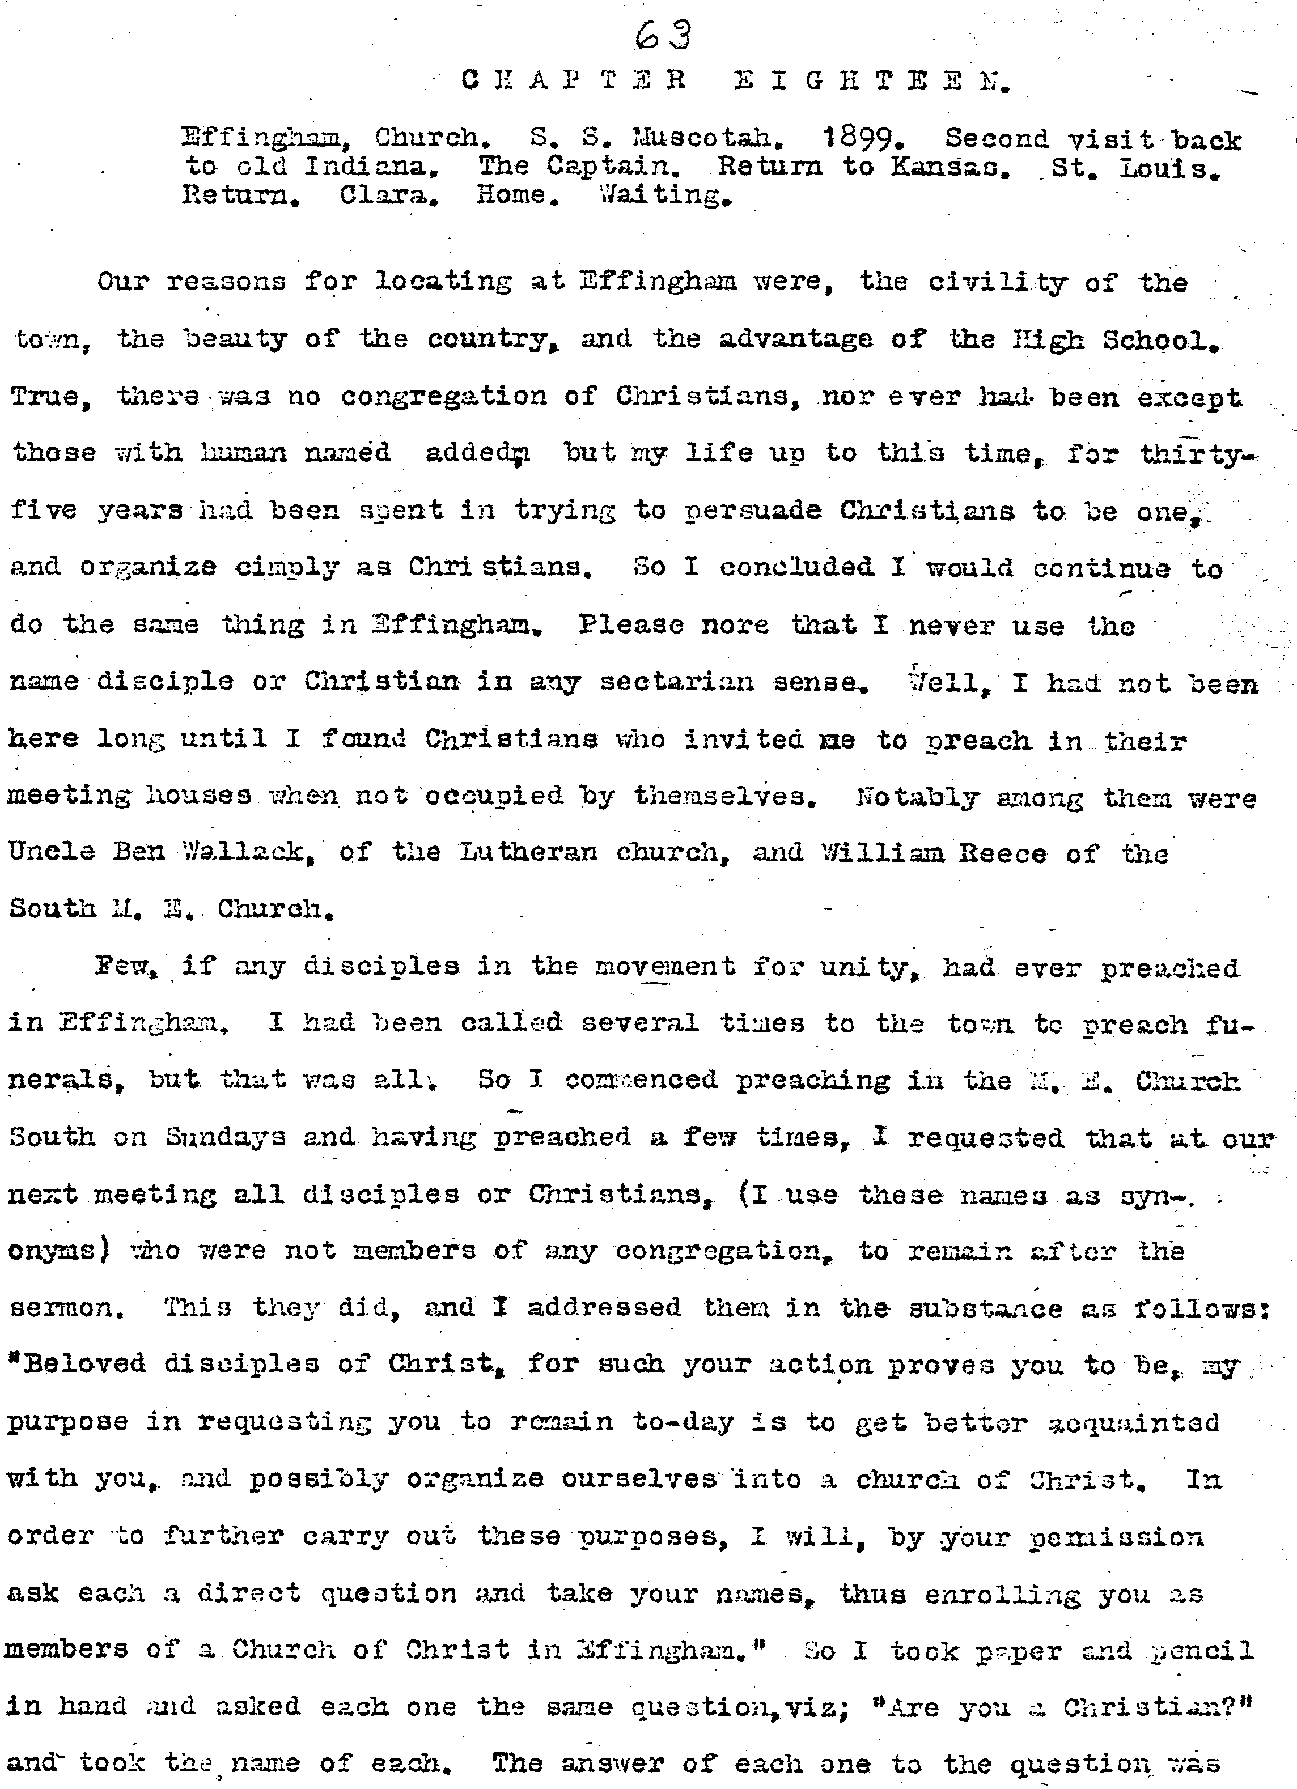 63
CHAPTER EIGHTEEN.
Effingham, Church. S. S. Muscotah. 1899. Second visit back
to old Indiana. The Captain. Return to Kansas. St. Louis.
Return. Clara. Home. Waiting.
Our reasons for locating at Effingham were, the civility of the
town, the beauty of the country, and the advantage of the High School.
True, there was no congregation of Christians, nor ever had been except
those with human named added, but my life up to this time, for thirty-
five years had been spent in trying to persuade Christians to be one,
and organize cimply as Christians. So I concluded I would continue to
do the same thing in Effingham. Please nore that I never use the
name disciple or Christian in any sectarian sense. Well, I had not been
here long until I found Christians who invited me to preach in their
meeting houses when not occupied by themselves. Notably among them were
Uncle Ben Wallack, of the Lutheran church, and William Reece of the
South M. E. Church.
Few, if any disciples in the movement for unity, had ever preached
in Effingham. I had been called several times to the town to preach fu-
nerals, but that was all. So I commenced preaching in the M. E. Church
South on Sundays and having preached a few times, I requested that at our
next meeting all disciples or Christians, (I use these names as syn-
onyms) who were not members of any congregation, to remain after the
sermon. This they did, and I addressed them in the substance as follows:
"Beloved disciples of Christ, for such your action proves you to be, my
purpose in requesting you to remain to-day is to get better acquainted
with you, and possibly organize ourselves into a church of Christ. In
order to further carry out these purposes, I will, by your pemission
ask each a direct question and take your names, thus enrolling you as
members of a Church of Christ in Effingham." So I took paper and pencil
in hand and asked each one the same question,viz; "Are you a Christian?"
and took the name of each. The answer of each one to the question was